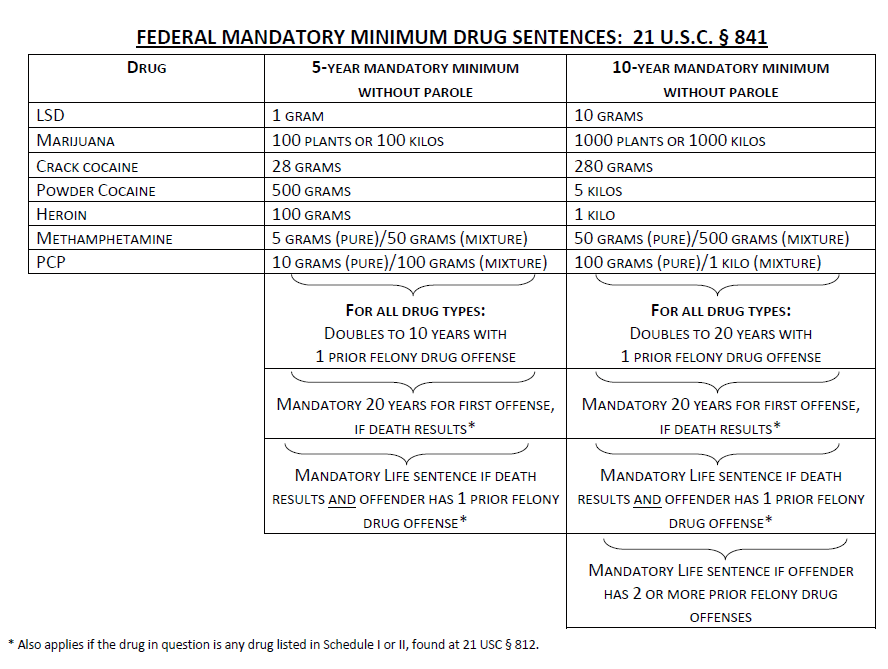 FEDERAL MANDATORY MINIMUM DRUG SENTENCES: 21 U.S.C. § 841
DRUG
5-YEAR MANDATORY MINIMUM
WITHOUT PAROLE
10-YEAR MANDATORY MINIMUM
WITHOUT PAROLE
LSD 1 GRAM 10 GRAMS
MARIJUANA 100 PLANTS OR 100 KILOS 1000 PLANTS OR 1000 KILOS
CRACK COCAINE 28 GRAMS 280 GRAMS
POWDER COCAINE 500 GRAMS 5 KILOS
HEROIN 100 GRAMS 1 KILO
METHAMPHETAMINE 5 GRAMS (PURE)/50 GRAMS (MIXTURE) 50 GRAMS (PURE)/500 GRAMS (MIXTURE)
PCP 10 GRAMS (PURE)/100 GRAMS (MIXTURE) 100 GRAMS (PURE)/1 KILO (MIXTURE)
FOR ALL DRUG TYPES:
DOUBLES TO 10 YEARS WITH
1 PRIOR FELONY DRUG OFFENSE
FOR ALL DRUG TYPES:
DOUBLES TO 20 YEARS WITH
1 PRIOR FELONY DRUG OFFENSE
MANDATORY 20 YEARS FOR FIRST OFFENSE,
IF DEATH RESULTS*
MANDATORY 20 YEARS FOR FIRST OFFENSE,
IF DEATH RESULTS*
MANDATORY LIFE SENTENCE IF DEATH
RESULTS AND OFFENDER HAS 1 PRIOR FELONY
DRUG OFFENSE*
MANDATORY LIFE SENTENCE IF DEATH
RESULTS AND OFFENDER HAS 1 PRIOR FELONY
DRUG OFFENSE*
MANDATORY LIFE SENTENCE IF OFFENDER
HAS 2 OR MORE PRIOR FELONY DRUG
OFFENSES
* Also applies if the drug in question is any drug listed in Schedule I or II, found at 21 USC § 812.